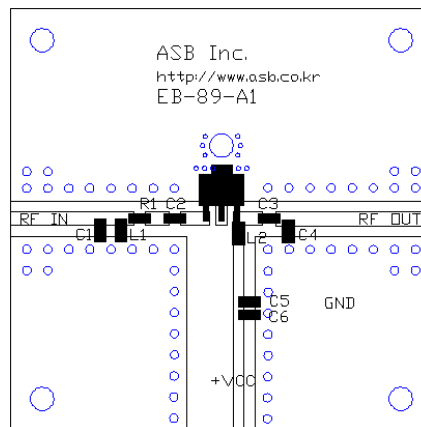 ASB Inc.
http://www.asb.co.kr
EB-89-A1
R1 C2 C3
RF IN RF OUT
C1 L1 L2 C4
C5 GND
C6
+VCC